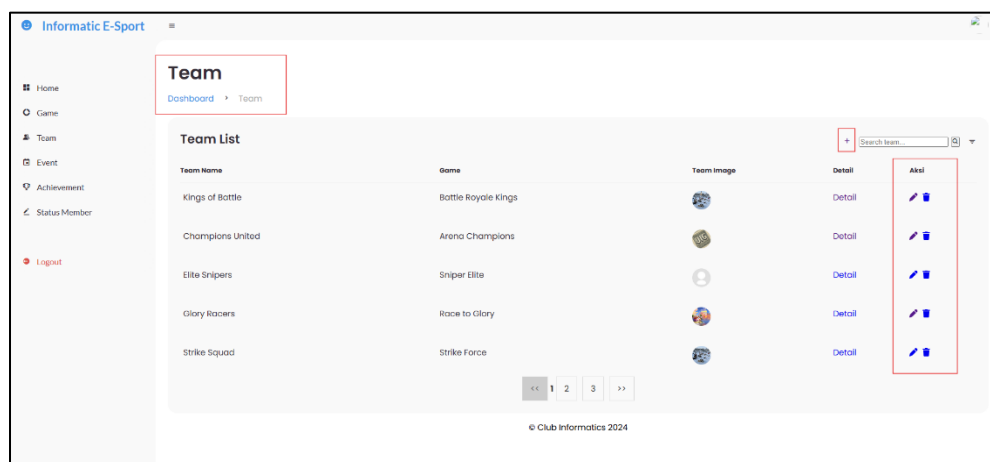 Informatic E-Sport
Home
Game
Team
Event
Achievement
Status Member
Logout
Team
Dashboard > Team
Team List
+ Search team...
Team Name Game Team Image Detail Aksi
Kings of Battle Battle Royale Kings Detail
Champions United Arena Champions Detail
Elite Snipers Sniper Elite Detail
Glory Racers Race to Glory Detail
Strike Squad Strike Force Detail
<< 1 2 3 >>
© Club Informatics 2024